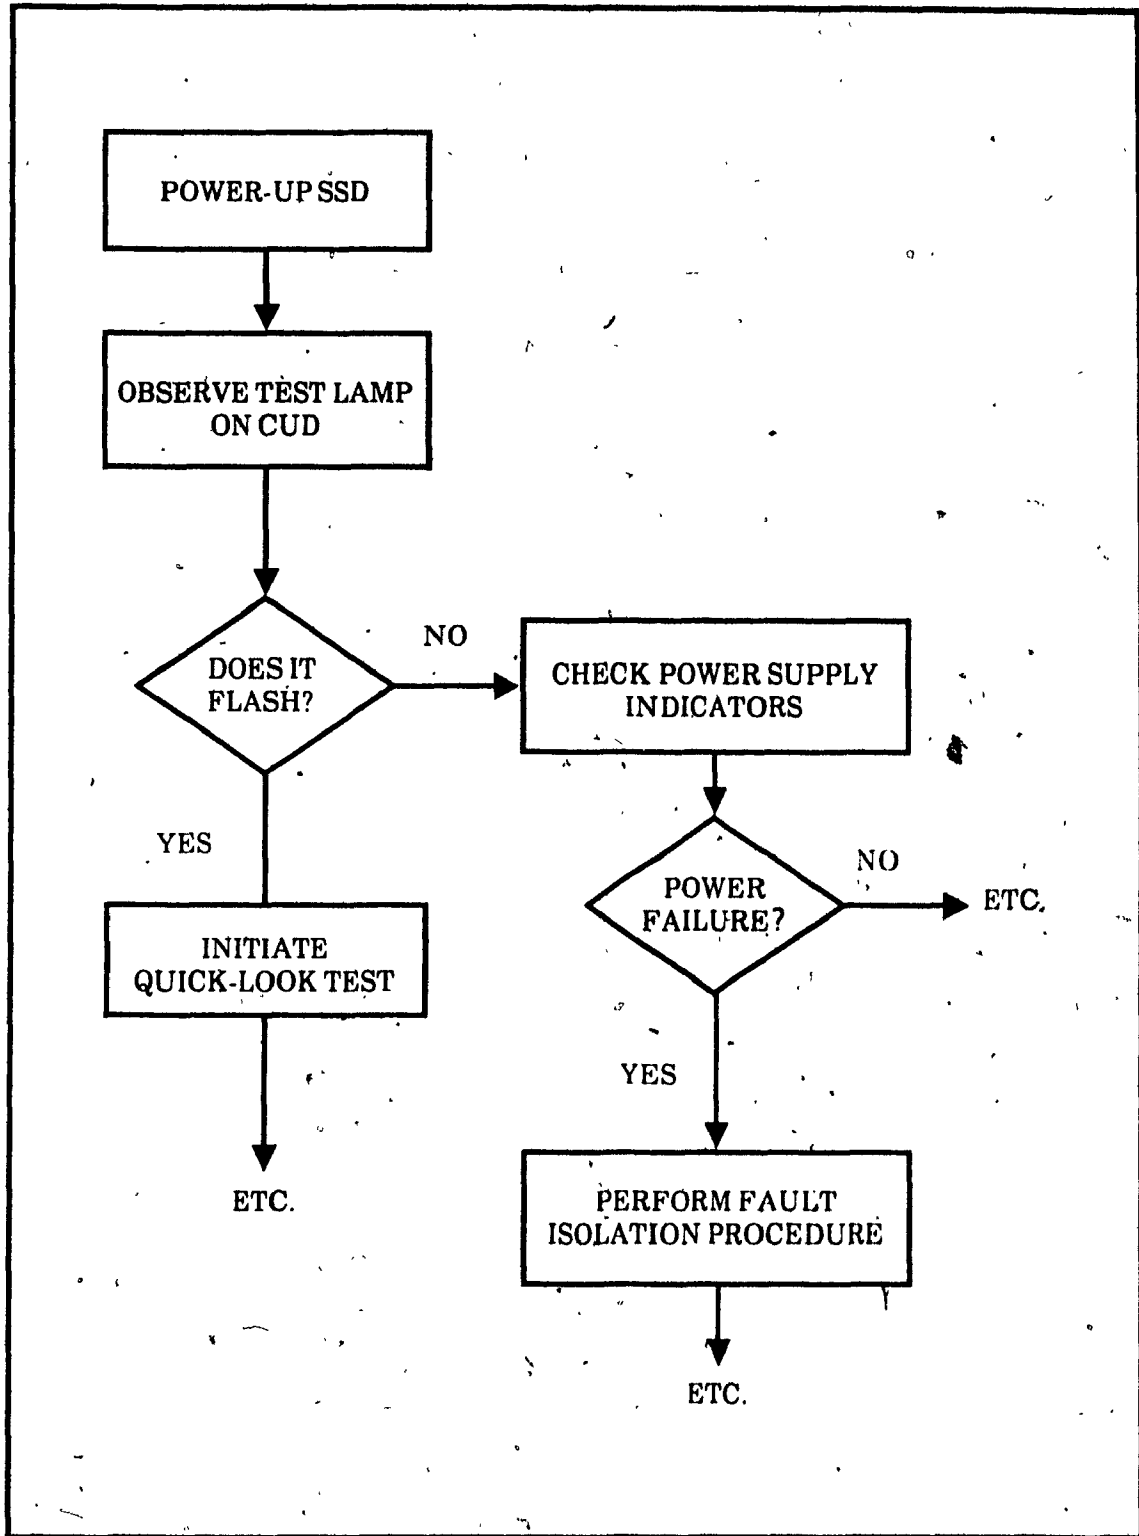 POWER-UP SSD
OBSERVE TEST LAMP
ON CUD
DOES IT
FLASH?
NO
CHECK POWER SUPPLY
INDICATORS
YES
POWER
FAILURE?
NO
ETC.
INITIATE
QUICK-LOOK TEST
ETC.
YES
PERFORM FAULT
ISOLATION PROCEDURE
ETC.